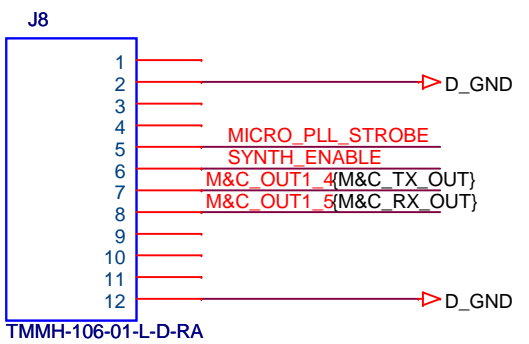 J8
1
2 D_GND
3
4
5 MICRO_PLL_STROBE
6 SYNTH_ENABLE
7 M&C_OUT1_4{M&C_TX_OUT}
8 M&C_OUT1_5{M&C_RX_OUT}
9
10
11
12 D_GND
TMMH-106-01-L-D-RA